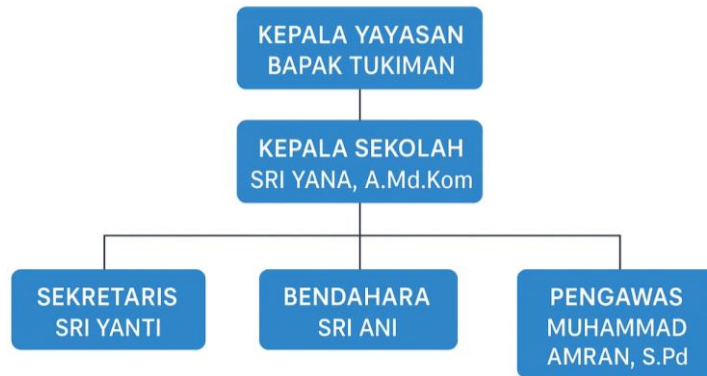 KEPALA YAYASAN
BAPAK TUKIMAN
KEPALA SEKOLAH
SRI YANA, A.Md.Kom
SEKRETARIS
SRI YANTI
BENDAHARA
SRI ANI
PENGAWAS
MUHAMMAD
AMRAN, S.Pd